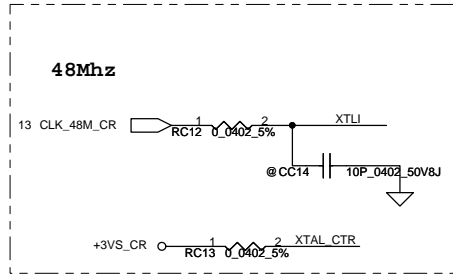 48Mhz
13 CLK_48M_CR 1 2 XTLI
RC12 0_0402_5%
@CC14 10P_0402_50V8J
+3VS_CR 1 2 XTAL_CTR
RC13 0_0402_5%